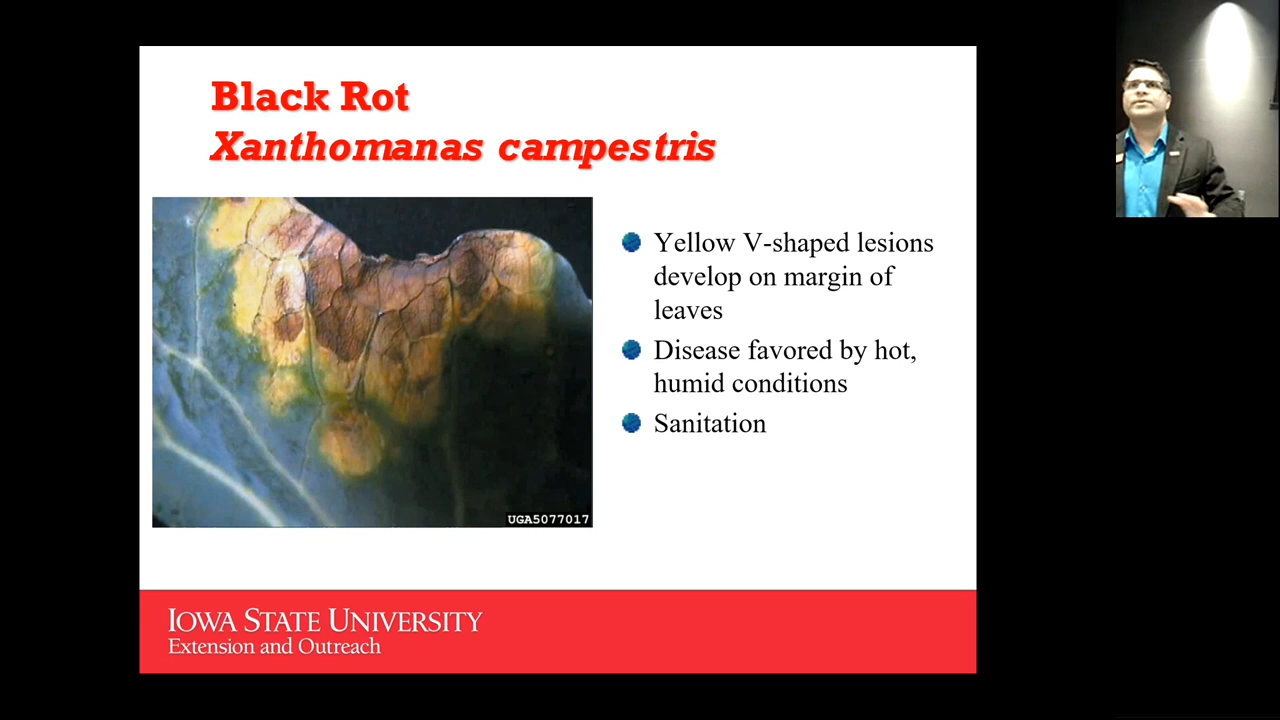 Black Rot
Xanthomanas campestris
Yellow V-shaped lesions
develop on margin of
leaves
Disease favored by hot,
humid conditions
Sanitation
UGA5077017
IOWA STATE UNIVERSITY
Extension and Outreach